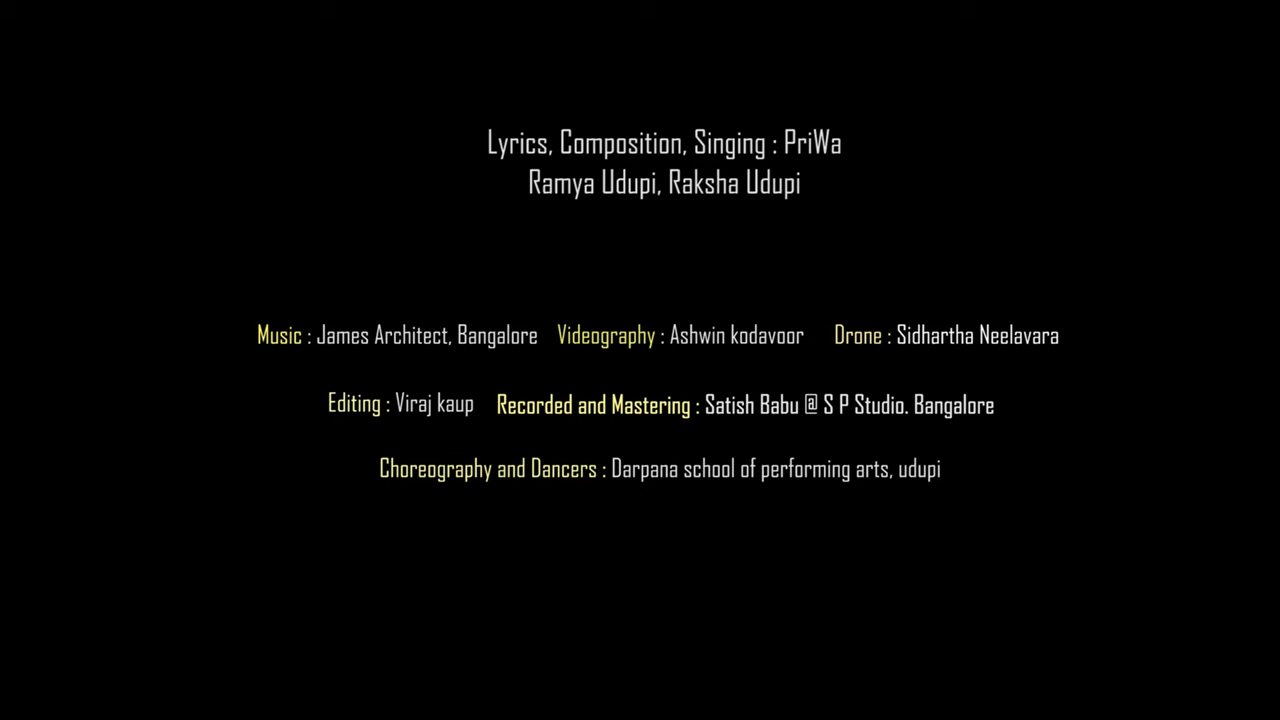 Lyrics, Composition, Singing : PriWa
Ramya Udupi, Raksha Udupi
Music : James Architect, Bangalore Videography : Ashwin kodavoor Drone : Sidhartha Neelavara
Editing : Viraj kaup Recorded and Mastering : Satish Babu @ S P Studio. Bangalore
Choreography and Dancers : Darpana school of performing arts, udupi